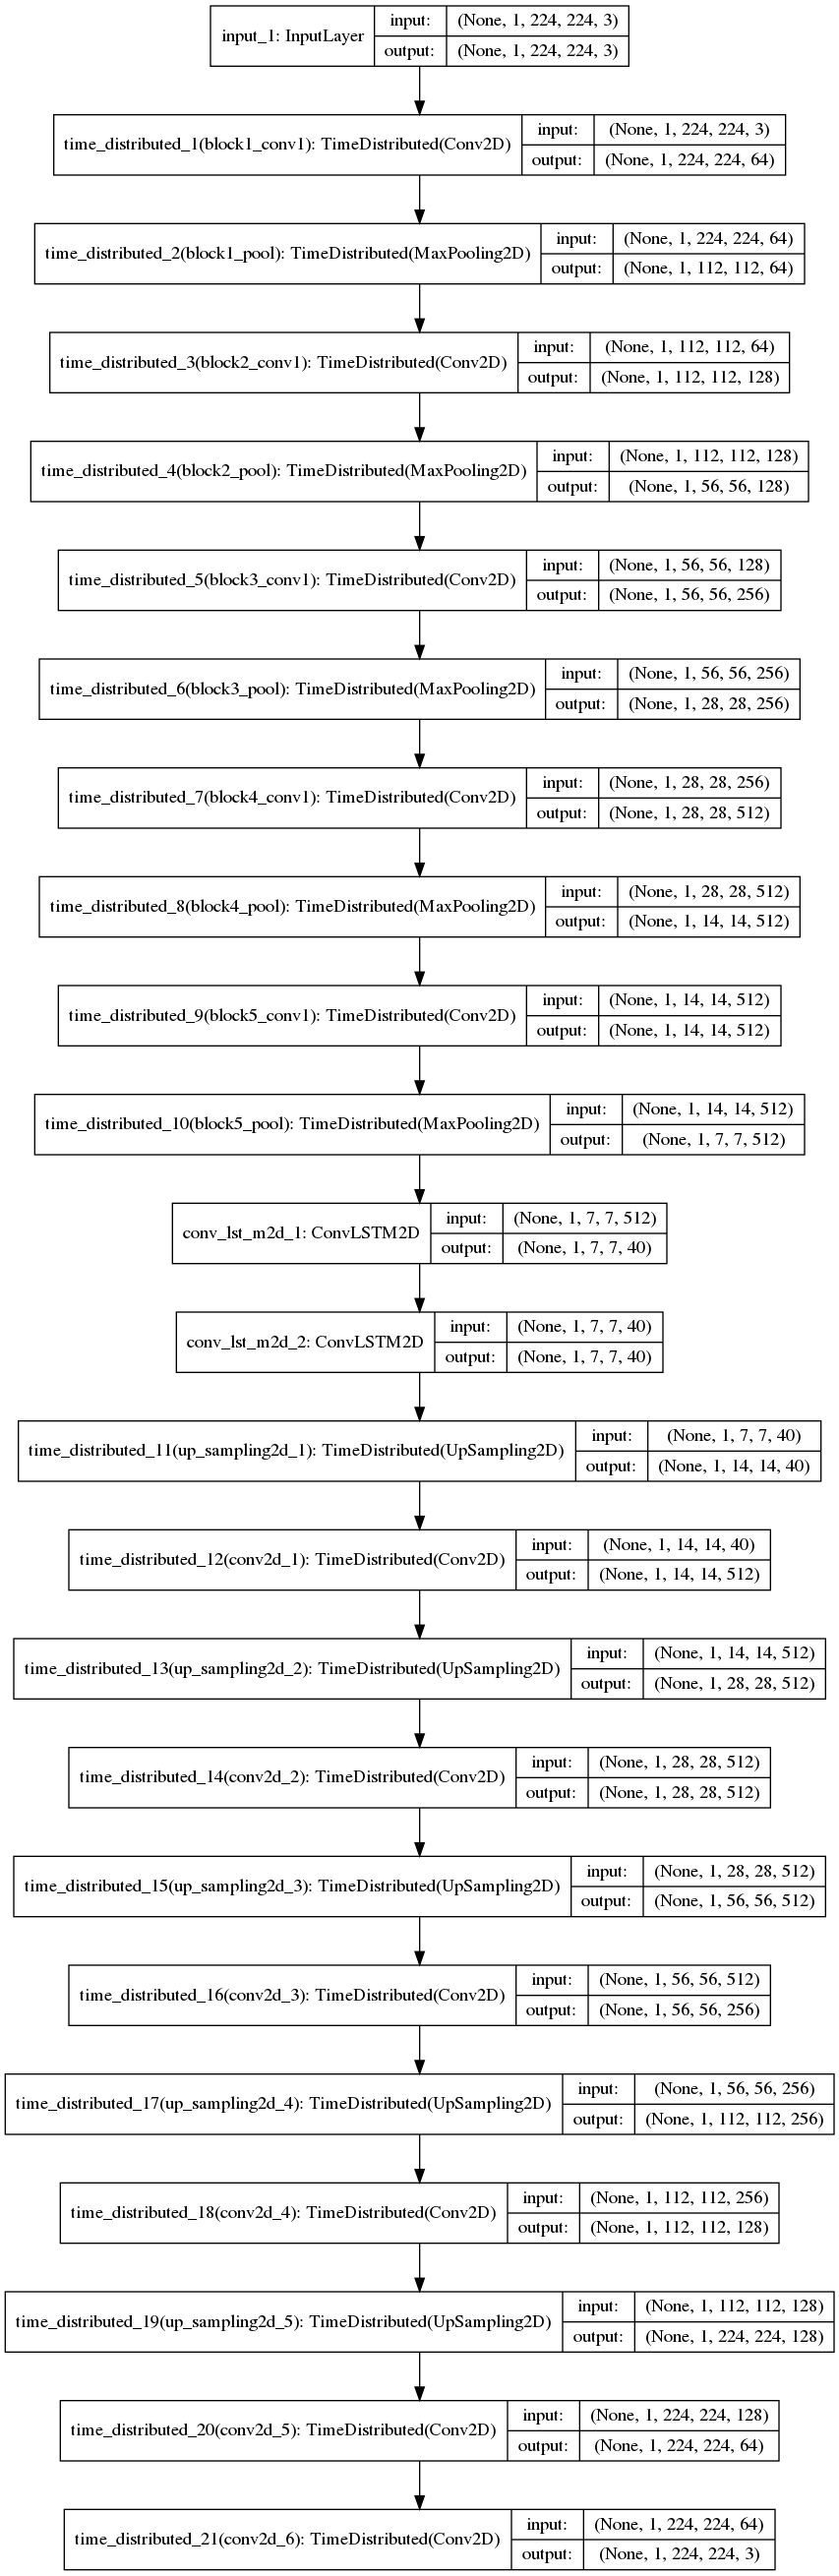 input_1: InputLayer
input: (None, 1, 224, 224, 3)
output: (None, 1, 224, 224, 3)
time_distributed_1(block1_conv1): TimeDistributed(Conv2D)
input: (None, 1, 224, 224, 3)
output: (None, 1, 224, 224, 64)
time_distributed_2(block1_pool): TimeDistributed(MaxPooling2D)
input: (None, 1, 224, 224, 64)
output: (None, 1, 112, 112, 64)
time_distributed_3(block2_conv1): TimeDistributed(Conv2D)
input: (None, 1, 112, 112, 64)
output: (None, 1, 112, 112, 128)
time_distributed_4(block2_pool): TimeDistributed(MaxPooling2D)
input: (None, 1, 112, 112, 128)
output: (None, 1, 56, 56, 128)
time_distributed_5(block3_conv1): TimeDistributed(Conv2D)
input: (None, 1, 56, 56, 128)
output: (None, 1, 56, 56, 256)
time_distributed_6(block3_pool): TimeDistributed(MaxPooling2D)
input: (None, 1, 56, 56, 256)
output: (None, 1, 28, 28, 256)
time_distributed_7(block4_conv1): TimeDistributed(Conv2D)
input: (None, 1, 28, 28, 256)
output: (None, 1, 28, 28, 512)
time_distributed_8(block4_pool): TimeDistributed(MaxPooling2D)
input: (None, 1, 28, 28, 512)
output: (None, 1, 14, 14, 512)
time_distributed_9(block5_conv1): TimeDistributed(Conv2D)
input: (None, 1, 14, 14, 512)
output: (None, 1, 14, 14, 512)
time_distributed_10(block5_pool): TimeDistributed(MaxPooling2D)
input: (None, 1, 14, 14, 512)
output: (None, 1, 7, 7, 512)
conv_lst_m2d_1: ConvLSTM2D
input: (None, 1, 7, 7, 512)
output: (None, 1, 7, 7, 40)
conv_lst_m2d_2: ConvLSTM2D
input: (None, 1, 7, 7, 40)
output: (None, 1, 7, 7, 40)
time_distributed_11(up_sampling2d_1): TimeDistributed(UpSampling2D)
input: (None, 1, 7, 7, 40)
output: (None, 1, 14, 14, 40)
time_distributed_12(conv2d_1): TimeDistributed(Conv2D)
input: (None, 1, 14, 14, 40)
output: (None, 1, 14, 14, 512)
time_distributed_13(up_sampling2d_2): TimeDistributed(UpSampling2D)
input: (None, 1, 14, 14, 512)
output: (None, 1, 28, 28, 512)
time_distributed_14(conv2d_2): TimeDistributed(Conv2D)
input: (None, 1, 28, 28, 512)
output: (None, 1, 28, 28, 512)
time_distributed_15(up_sampling2d_3): TimeDistributed(UpSampling2D)
input: (None, 1, 28, 28, 512)
output: (None, 1, 56, 56, 512)
time_distributed_16(conv2d_3): TimeDistributed(Conv2D)
input: (None, 1, 56, 56, 512)
output: (None, 1, 56, 56, 256)
time_distributed_17(up_sampling2d_4): TimeDistributed(UpSampling2D)
input: (None, 1, 56, 56, 256)
output: (None, 1, 112, 112, 256)
time_distributed_18(conv2d_4): TimeDistributed(Conv2D)
input: (None, 1, 112, 112, 256)
output: (None, 1, 112, 112, 128)
time_distributed_19(up_sampling2d_5): TimeDistributed(UpSampling2D)
input: (None, 1, 112, 112, 128)
output: (None, 1, 224, 224, 128)
time_distributed_20(conv2d_5): TimeDistributed(Conv2D)
input: (None, 1, 224, 224, 128)
output: (None, 1, 224, 224, 64)
time_distributed_21(conv2d_6): TimeDistributed(Conv2D)
input: (None, 1, 224, 224, 64)
output: (None, 1, 224, 224, 3)